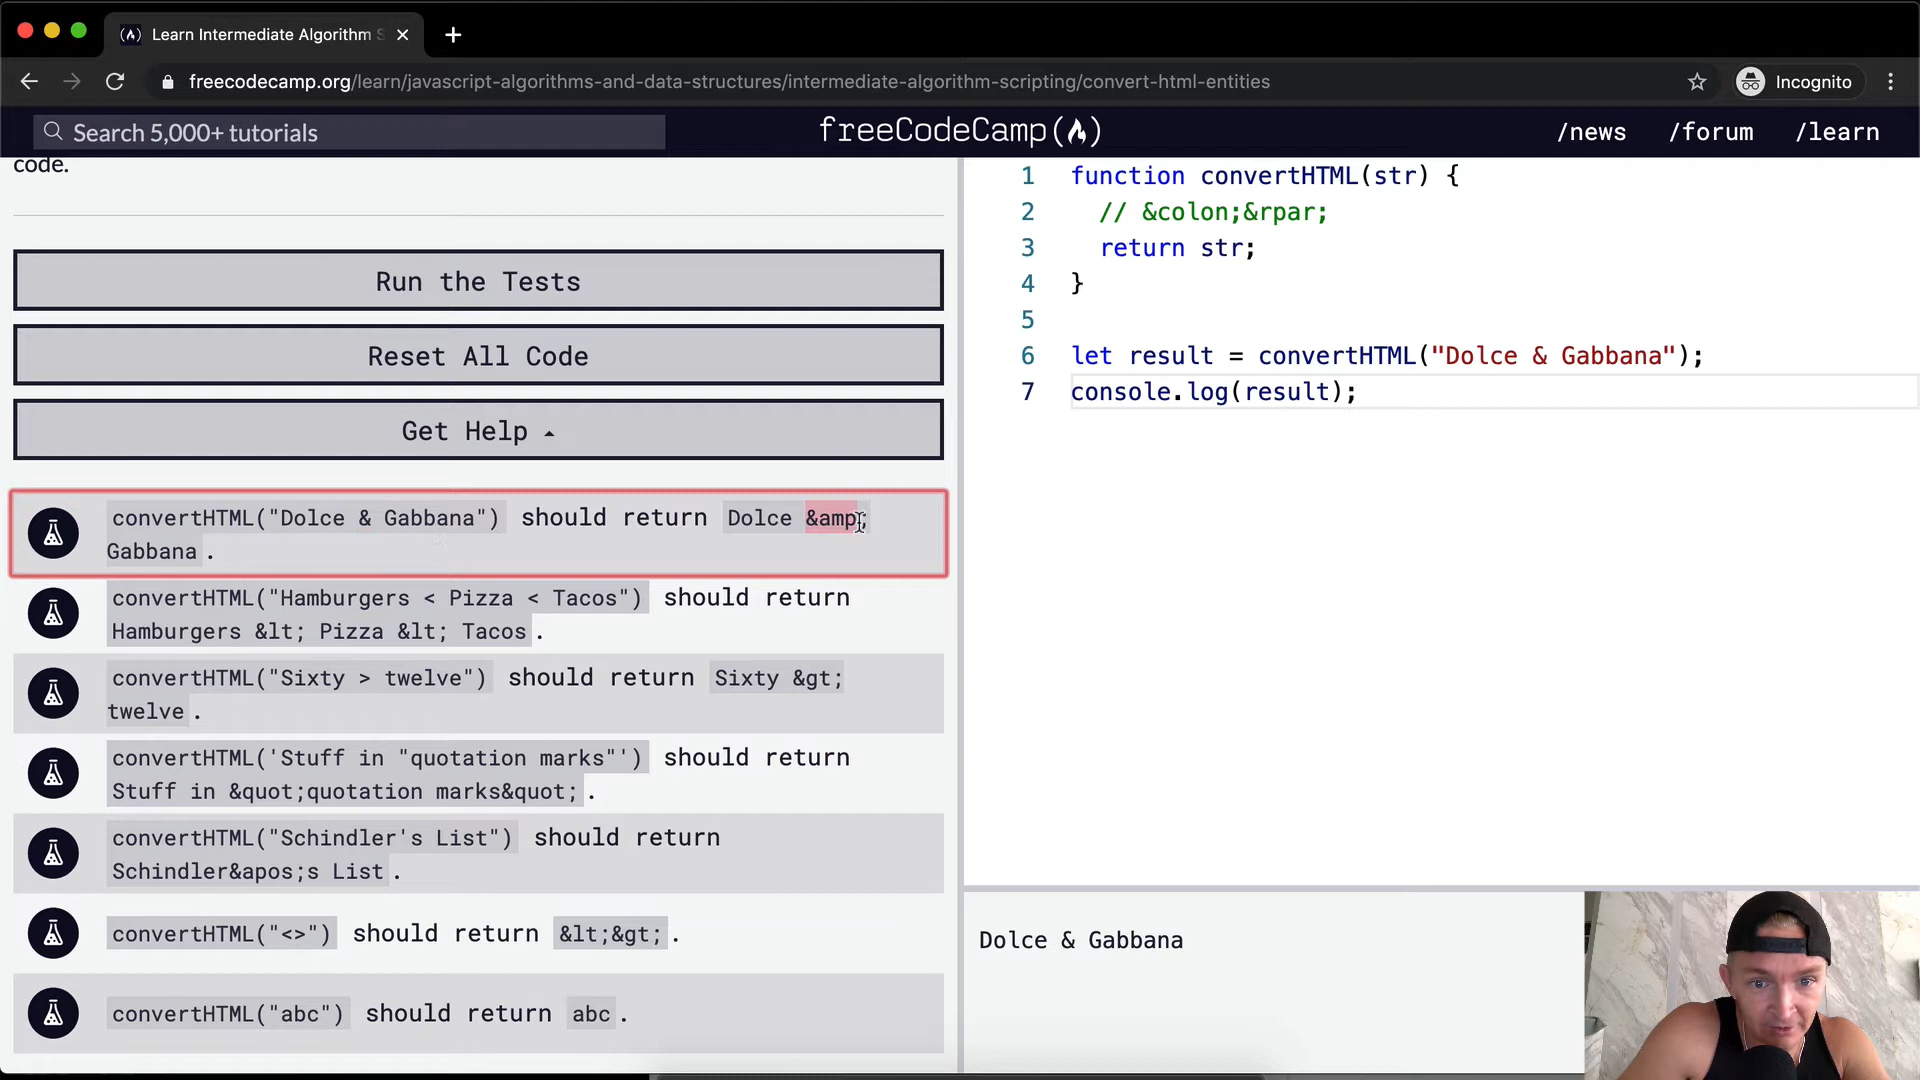 Learn Intermediate Algorithm S
freecodecamp.org/learn/javascript-algorithms-and-data-structures/intermediate-algorithm-scripting/convert-html-entities
Incognito
Search 5,000+ tutorials
freeCodeCamp
/news /forum /learn
code.
Run the Tests
Reset All Code
Get Help
convertHTML("Dolce & Gabbana") should return Dolce &amp;
Gabbana.
convertHTML("Hamburgers < Pizza < Tacos") should return
Hamburgers &lt; Pizza &lt; Tacos.
convertHTML("Sixty > twelve") should return Sixty &gt;
twelve.
convertHTML('Stuff in "quotation marks"') should return
Stuff in &quot;quotation marks&quot;.
convertHTML("Schindler's List") should return
Schindler&apos;s List.
convertHTML("<>") should return &lt;&gt;.
convertHTML("abc") should return abc.
1 function convertHTML(str) {
2 // &colon;&rpar;
3 return str;
4 }
5
6 let result = convertHTML("Dolce & Gabbana");
7 console.log(result);
Dolce & Gabbana